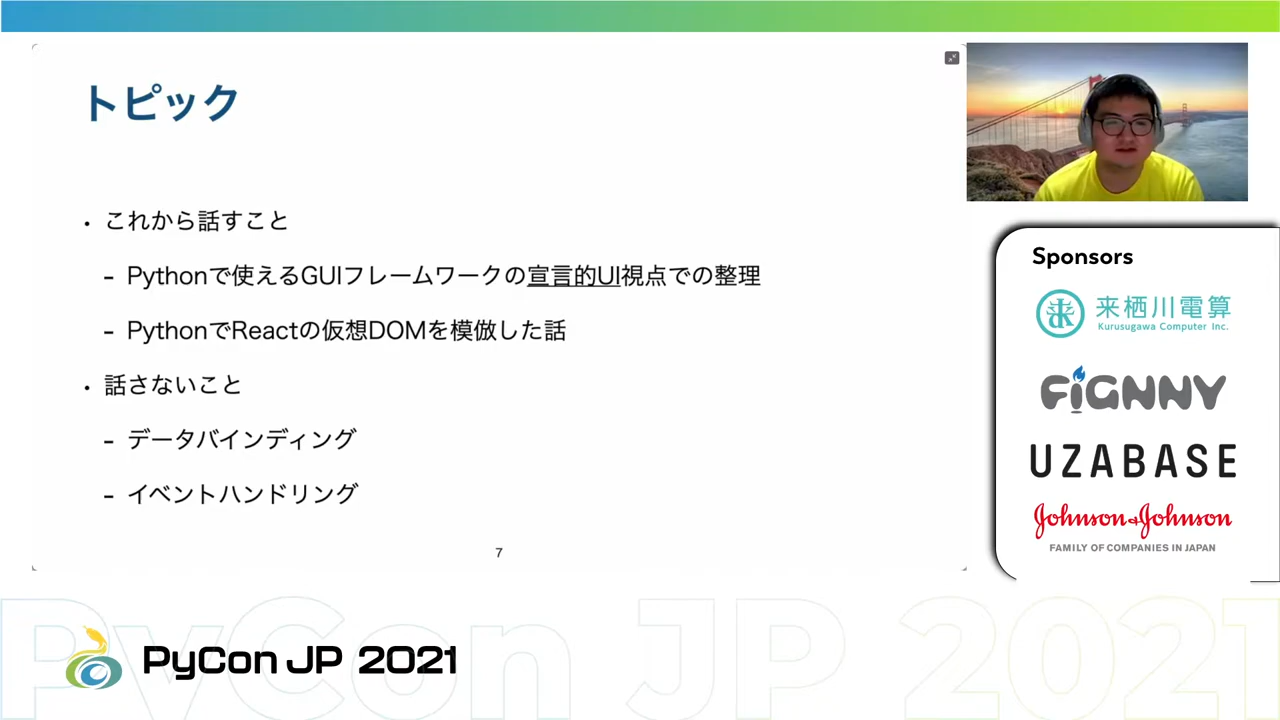 トピック
・ これから話すこと
- Pythonで使えるGUIフレームワークの宣言的UI視点での整理
- PythonでReactの仮想DOMを模倣した話
・ 話さないこと
- データバインディング
- イベントハンドリング
7
Sponsors
来栖川電算
Kurusugawa Computer Inc.
FiGNNY
UZABASE
Johnson & Johnson
FAMILY OF COMPANIES IN JAPAN
PyCon JP 2021
PyCon JP 2021